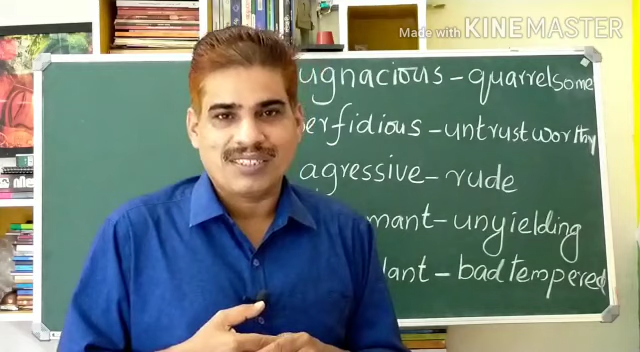 Made with KINEMASTER
ugnacious - quarrelsome
erfidious - untrustworthy
agressive - rude
mant - unyielding
lant - bad tempered